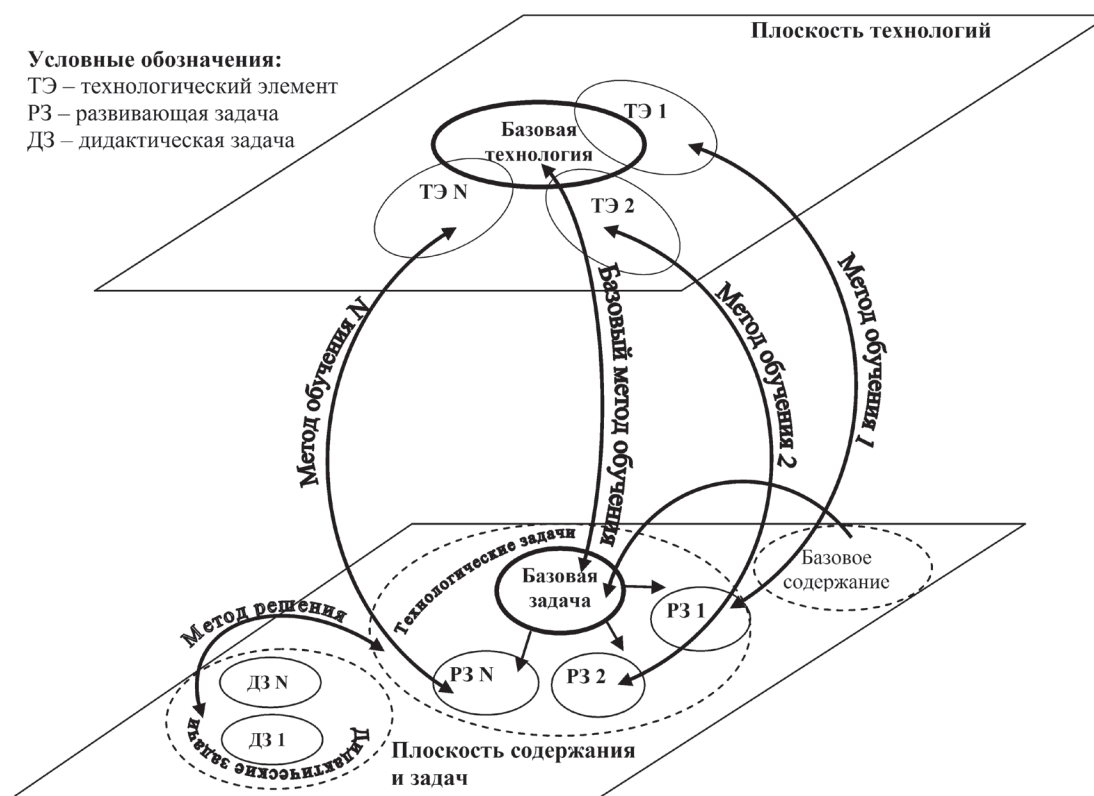 Плоскость технологий
Условные обозначения:
ТЭ – технологический элемент
РЗ – развивающая задача
ДЗ – дидактическая задача
ТЭ 1
Базовая
технология
ТЭ N
ТЭ 2
Метод обучения N
Базовый метод обучения
Метод обучения 2
Метод обучения 1
Технологические задачи
Базовая
задача
Базовое
содержание
РЗ 1
РЗ 2
РЗ N
Метод решения
ДЗ N
ДЗ 1
Дидактические задачи
Плоскость содержания
и задач